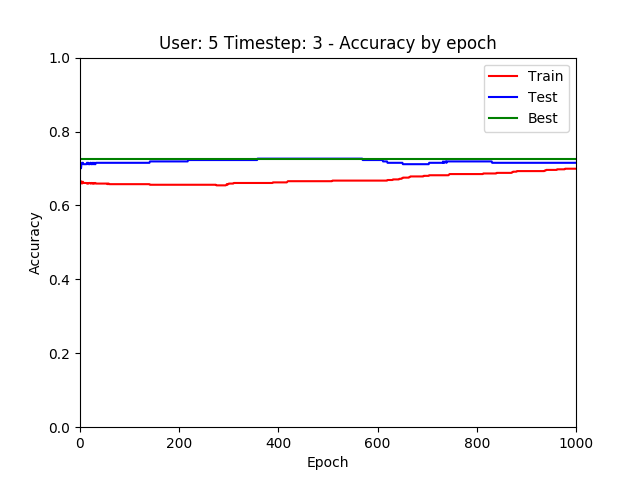 User: 5 Timestep: 3 - Accuracy by epoch
1.0
0.8
0.6
0.4
0.2
0.0
Accuracy
Train
Test
Best
0 200 400 600 800 1000
Epoch